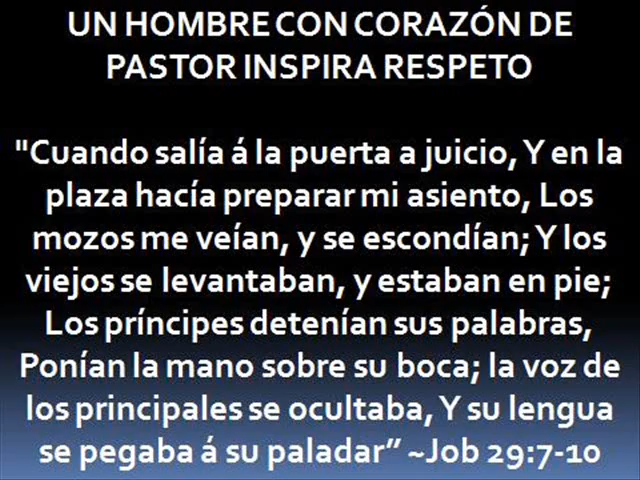 UN HOMBRE CON CORAZÓN DE
PASTOR INSPIRA RESPETO
"Cuando salía á la puerta a juicio, Y en la
plaza hacía preparar mi asiento, Los
mozos me veían, y se escondían; Y los
viejos se levantaban, y estaban en pie;
Los príncipes detenían sus palabras,
Ponían la mano sobre su boca; la voz de
los principales se ocultaba, Y su lengua
se pegaba á su paladar” ~Job 29:7-10